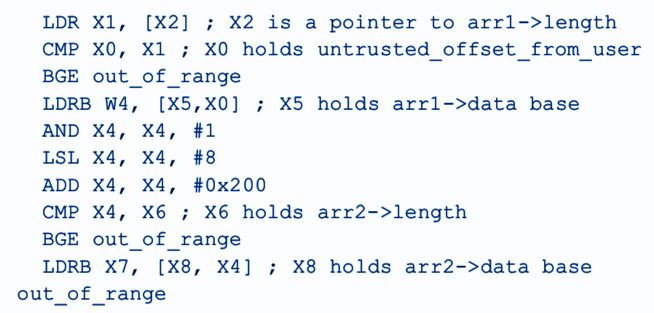 LDR X1, [X2] ; X2 is a pointer to arr1->length
CMP X0, X1 ; X0 holds untrusted_offset_from_user
BGE out_of_range
LDRB W4, [X5,X0] ; X5 holds arr1->data base
AND X4, X4, #1
LSL X4, X4, #8
ADD X4, X4, #0x200
CMP X4, X6 ; X6 holds arr2->length
BGE out_of_range
LDRB X7, [X8, X4] ; X8 holds arr2->data base
out_of_range